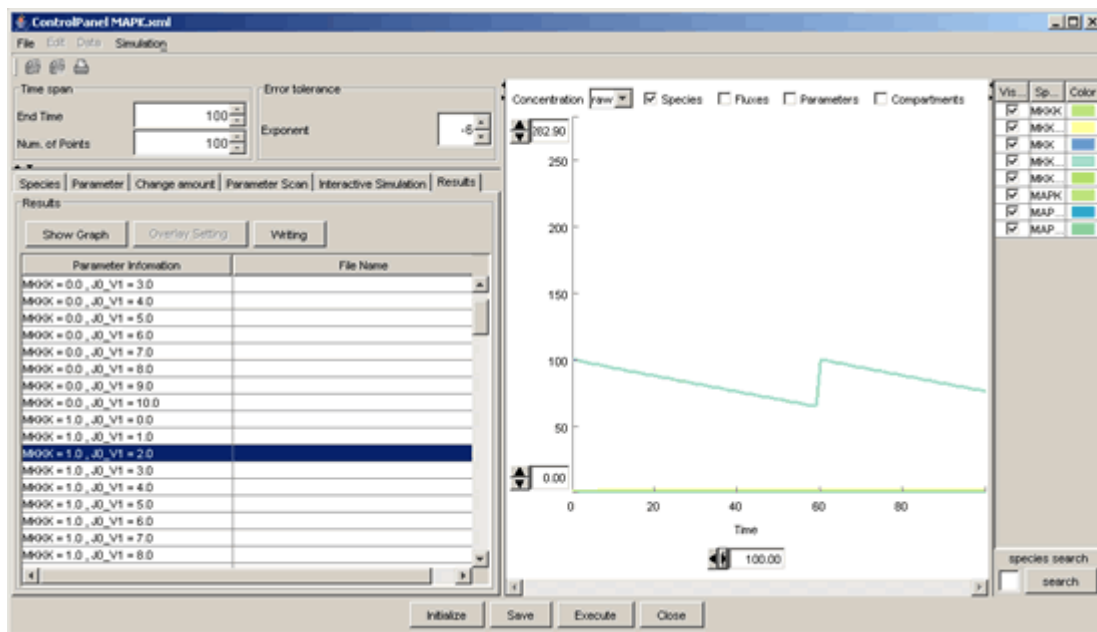 ControlPanel MAPK.xml
File Edit Data Simulation
Time span
End Time 100
Num. of Points 100
Error tolerance
Exponent -6
Species Parameter Change amount Parameter Scan Interactive Simulation Results
Results
Show Graph Overlay Setting Writing
Parameter Infomation File Name
MKKK = 0.0 , J0_V1 = 3.0
MKKK = 0.0 , J0_V1 = 4.0
MKKK = 0.0 , J0_V1 = 5.0
MKKK = 0.0 , J0_V1 = 6.0
MKKK = 0.0 , J0_V1 = 7.0
MKKK = 0.0 , J0_V1 = 8.0
MKKK = 0.0 , J0_V1 = 9.0
MKKK = 0.0 , J0_V1 = 10.0
MKKK = 1.0 , J0_V1 = 0.0
MKKK = 1.0 , J0_V1 = 1.0
MKKK = 1.0 , J0_V1 = 2.0
MKKK = 1.0 , J0_V1 = 3.0
MKKK = 1.0 , J0_V1 = 4.0
MKKK = 1.0 , J0_V1 = 5.0
MKKK = 1.0 , J0_V1 = 6.0
MKKK = 1.0 , J0_V1 = 7.0
MKKK = 1.0 , J0_V1 = 8.0
Concentration raw Species Fluxes Parameters Compartments
282.90
250
200
150
100
50
0.00
0 20 40 60 80
Time
100.00
Vis... Sp... Color
MKKK
MKK...
MKK
MKK...
MKK...
MAPK
MAP...
MAP...
species search
search
Initialize Save Execute Close